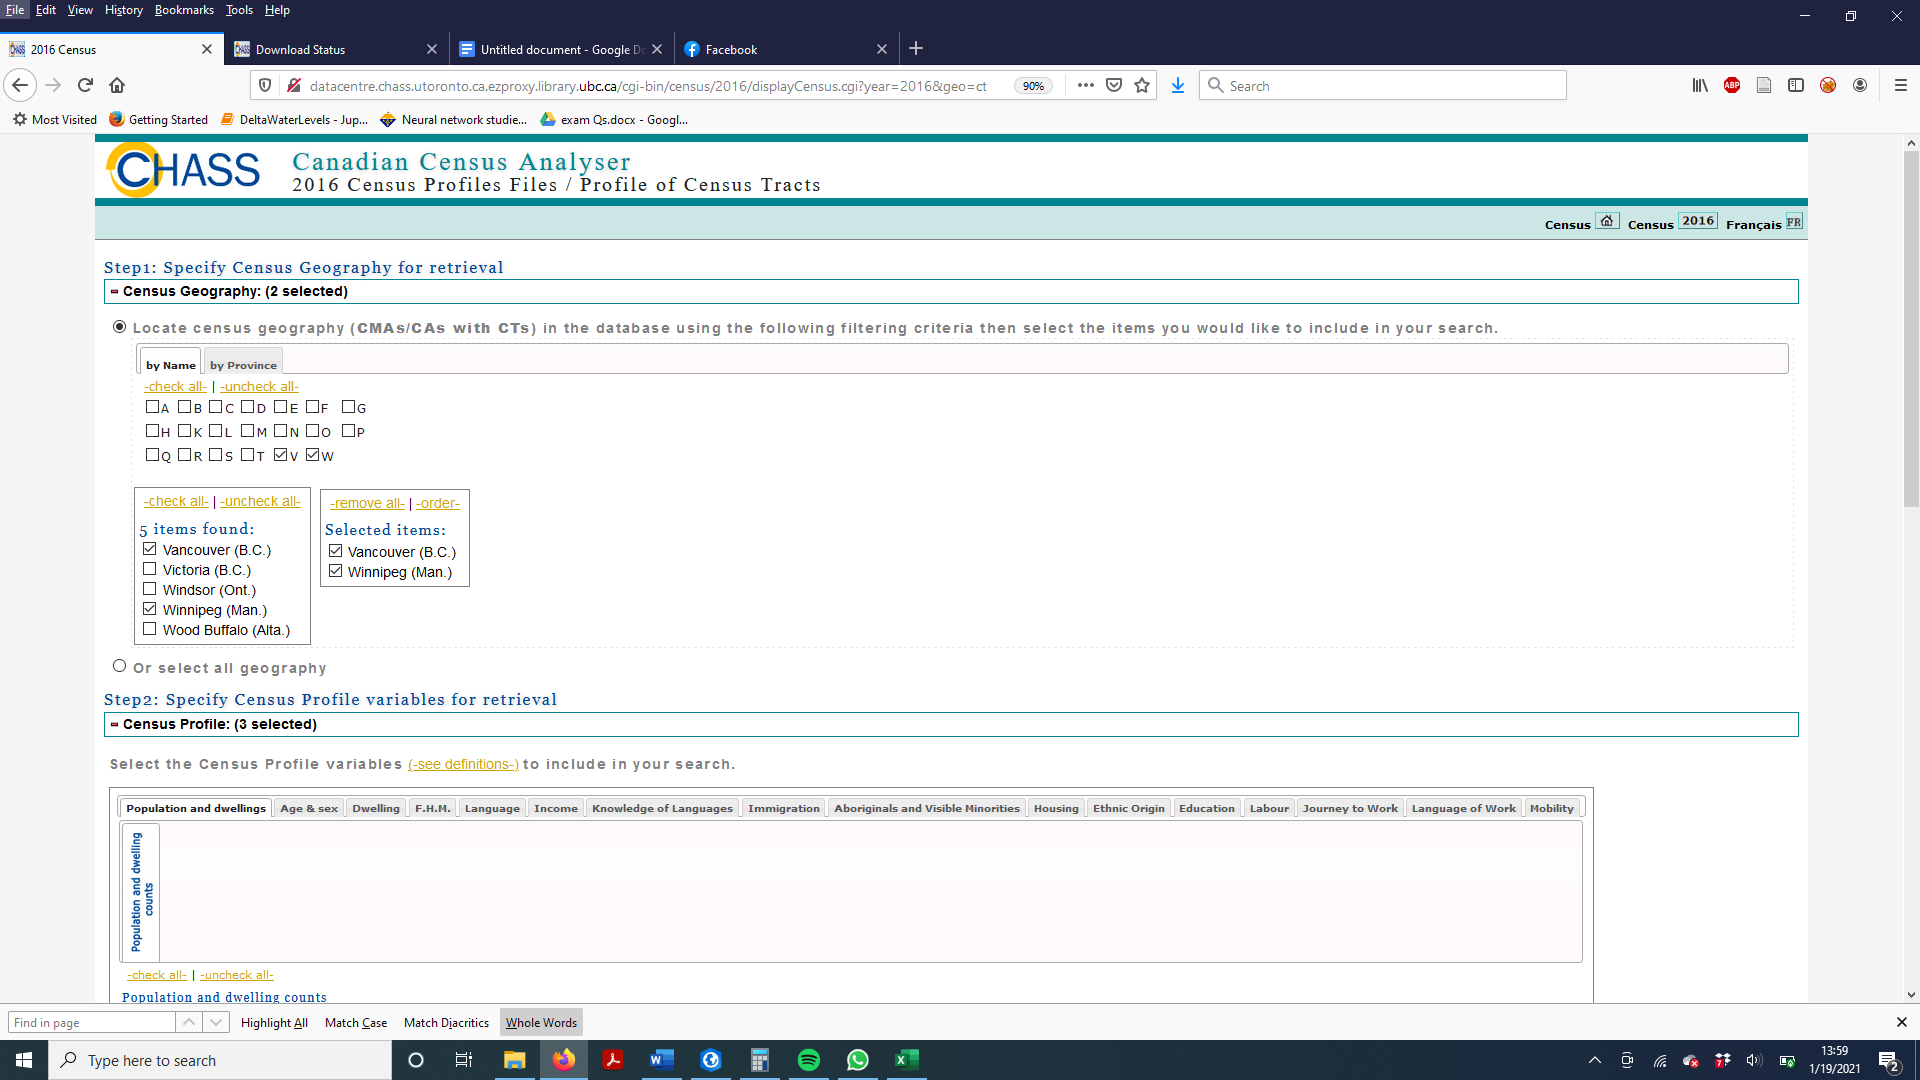 File Edit View History Bookmarks Tools Help
2016 Census
Download Status
Untitled document - Google Do
Facebook
datacentre.chass.utoronto.ca.ezproxy.library.ubc.ca/cgi-bin/census/2016/displayCensus.cgi?year=2016&geo=ct
90%
Search
ABP
Most Visited Getting Started DeltaWaterLevels - Jup... Neural network studie... exam Qs.docx - Googl...
CHASS
Canadian Census Analyser
2016 Census Profiles Files / Profile of Census Tracts
Census Census 2016 Français FR
Step1: Specify Census Geography for retrieval
Census Geography: (2 selected)
Locate census geography (CMAs/CAs with CTs) in the database using the following filtering criteria then select the items you would like to include in your search.
by Name by Province
-check all- | -uncheck all-
A B C D E F G
H K L M N O P
Q R S T V W
-check all- | -uncheck all-
5 items found:
Vancouver (B.C.)
Victoria (B.C.)
Windsor (Ont.)
Winnipeg (Man.)
Wood Buffalo (Alta.)
-remove all- | -order-
Selected items:
Vancouver (B.C.)
Winnipeg (Man.)
Or select all geography
Step2: Specify Census Profile variables for retrieval
Census Profile: (3 selected)
Select the Census Profile variables (-see definitions-) to include in your search.
Population and dwellings Age & sex Dwelling F.H.M. Language Income Knowledge of Languages Immigration Aboriginals and Visible Minorities Housing Ethnic Origin Education Labour Journey to Work Language of Work Mobility
Population and dwelling
counts
-check all- | -uncheck all-
Population and dwelling counts
Find in page
Highlight All Match Case Match Diacritics Whole Words
Type here to search
13:59
1/19/2021
2